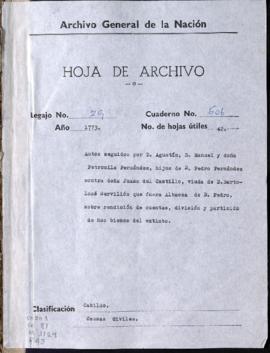 Archivo General de la Nación
HOJA DE ARCHIVO
Legajo No. Cuaderno No. 606
Año 1773. No. de hojas útiles 42.
Autos seguidos por D. Agustín, D. Manuel y doña
Petronila Fernández, hijos de D. Pedro Fernández
contra doña Juana del Castillo, viuda de D. Barto-
lomé que fuera Albacea de D. Pedro,
sobre rendición de cuentas, división y partición
de los bienes del extinto.
Clasificación Cabildo.
Causas Civiles.